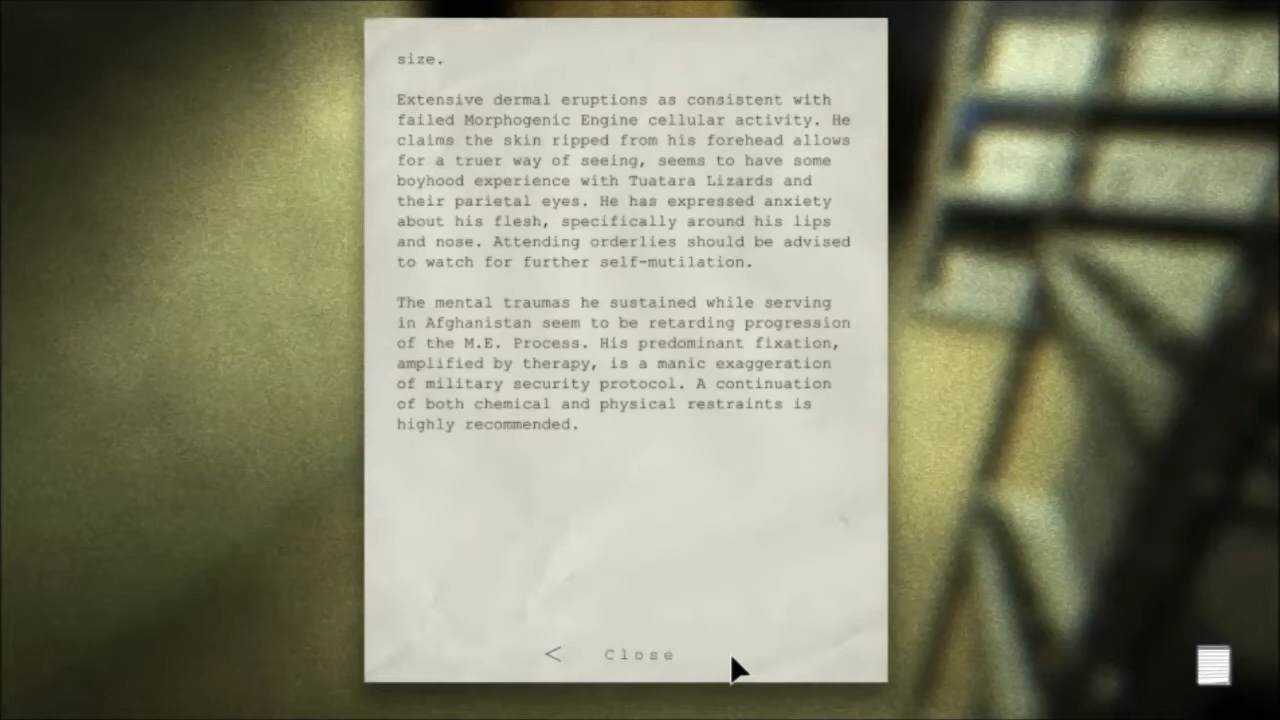 size.
Extensive dermal eruptions as consistent with
failed Morphogenic Engine cellular activity. He
claims the skin ripped from his forehead allows
for a truer way of seeing, seems to have some
boyhood experience with Tuatara Lizards and
their parietal eyes. He has expressed anxiety
about his flesh, specifically around his lips
and nose. Attending orderlies should be advised
to watch for further self-mutilation.
The mental traumas he sustained while serving
in Afghanistan seem to be retarding progression
of the M.E. Process. His predominant fixation,
amplified by therapy, is a manic exaggeration
of military security protocol. A continuation
of both chemical and physical restraints is
highly recommended.
< Close